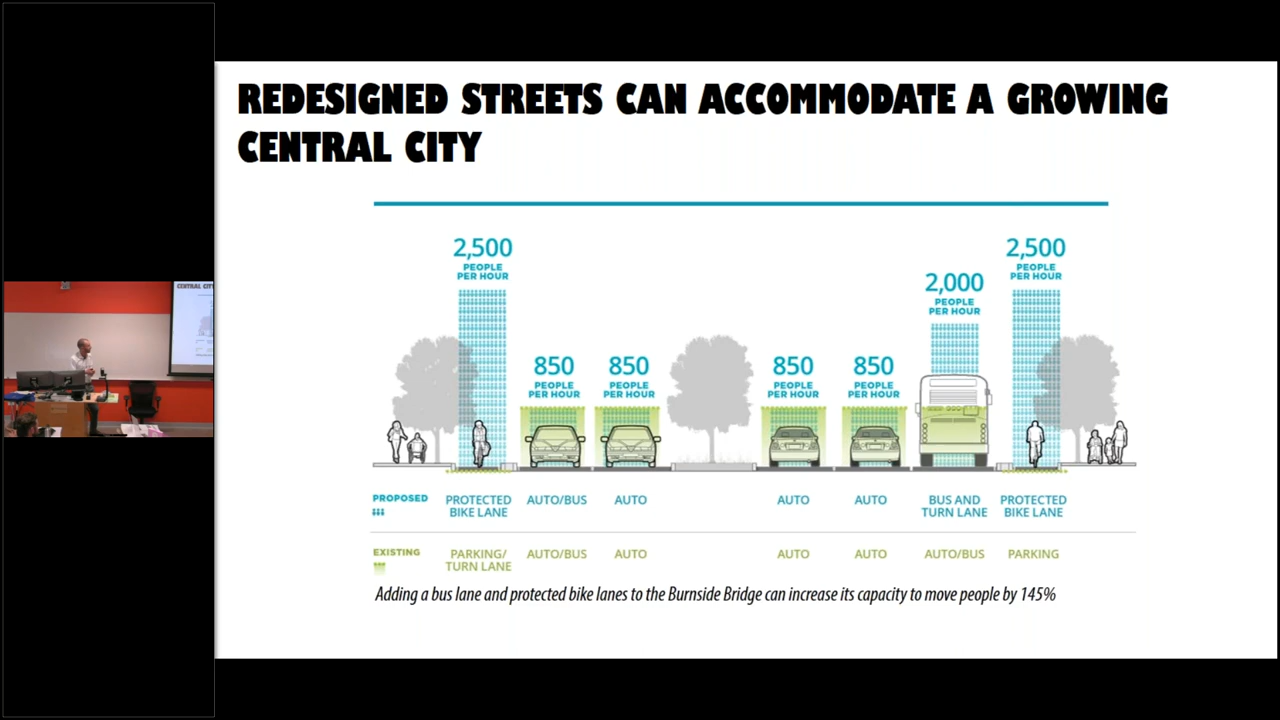 REDESIGNED STREETS CAN ACCOMMODATE A GROWING
CENTRAL CITY
2,500
PEOPLE
PER HOUR
850
PEOPLE
PER HOUR
850
PEOPLE
PER HOUR
850
PEOPLE
PER HOUR
850
PEOPLE
PER HOUR
2,000
PEOPLE
PER HOUR
2,500
PEOPLE
PER HOUR
PROPOSED
PROTECTED
BIKE LANE
AUTO/BUS
AUTO
AUTO
AUTO
BUS AND
TURN LANE
PROTECTED
BIKE LANE
EXISTING
PARKING/
TURN LANE
AUTO/BUS
AUTO
AUTO
AUTO
AUTO/BUS
PARKING
Adding a bus lane and protected bike lanes to the Burnside Bridge can increase its capacity to move people by 145%
CENTRAL CIT